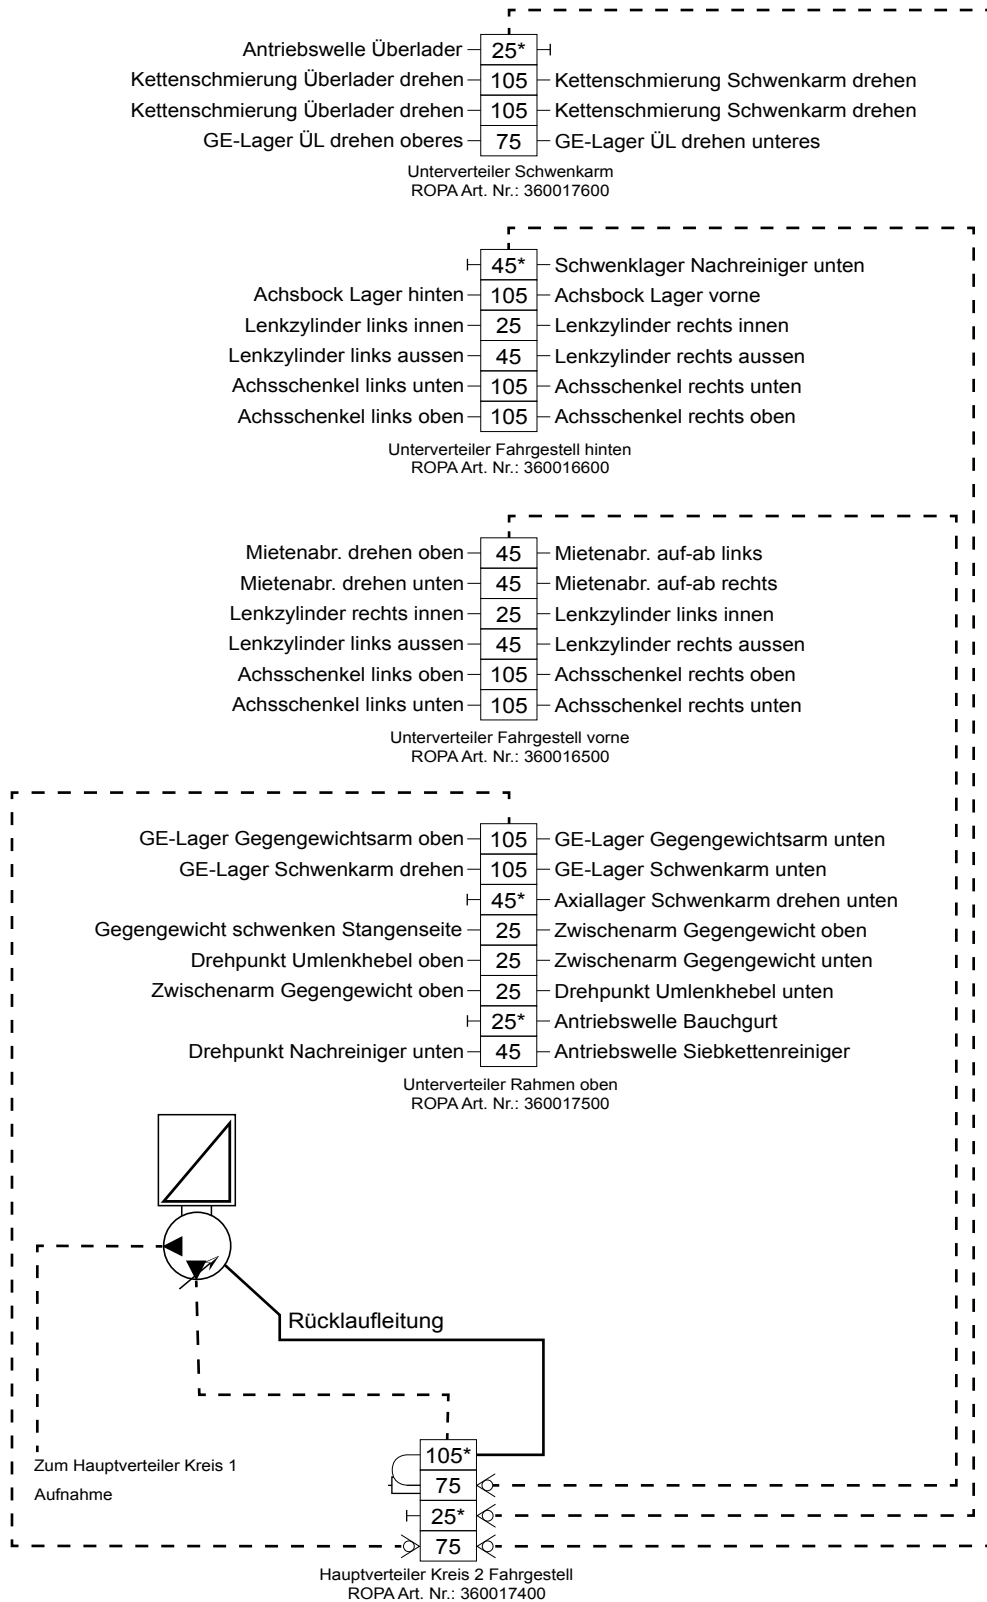 Antriebswelle Überlader 25*
Kettenschmierung Überlader drehen 105 Kettenschmierung Schwenkarm drehen
Kettenschmierung Überlader drehen 105 Kettenschmierung Schwenkarm drehen
GE-Lager ÜL drehen oberes 75 GE-Lager ÜL drehen unteres
Unterverteiler Schwenkarm
ROPA Art. Nr.: 360017600
45* Schwenklager Nachreiniger unten
Achsbock Lager hinten 105 Achsbock Lager vorne
Lenkzylinder links innen 25 Lenkzylinder rechts innen
Lenkzylinder links aussen 45 Lenkzylinder rechts aussen
Achsschenkel links unten 105 Achsschenkel rechts unten
Achsschenkel links oben 105 Achsschenkel rechts oben
Unterverteiler Fahrgestell hinten
ROPA Art. Nr.: 360016600
Mietenabr. drehen oben 45 Mietenabr. auf-ab links
Mietenabr. drehen unten 45 Mietenabr. auf-ab rechts
Lenkzylinder rechts innen 25 Lenkzylinder links innen
Lenkzylinder links aussen 45 Lenkzylinder rechts aussen
Achsschenkel links oben 105 Achsschenkel rechts oben
Achsschenkel links unten 105 Achsschenkel rechts unten
Unterverteiler Fahrgestell vorne
ROPA Art. Nr.: 360016500
GE-Lager Gegengewichtsarm oben 105 GE-Lager Gegengewichtsarm unten
GE-Lager Schwenkarm drehen 105 GE-Lager Schwenkarm unten
45* Axiallager Schwenkarm drehen unten
Gegengewicht schwenken Stangenseite 25 Zwischenarm Gegengewicht oben
Drehpunkt Umlenkhebel oben 25 Zwischenarm Gegengewicht unten
Zwischenarm Gegengewicht oben 25 Drehpunkt Umlenkhebel unten
25* Antriebswelle Bauchgurt
Drehpunkt Nachreiniger unten 45 Antriebswelle Siebkettenreiniger
Unterverteiler Rahmen oben
ROPA Art. Nr.: 360017500
Rücklaufleitung
Zum Hauptverteiler Kreis 1
Aufnahme
105*
75
25*
75
Hauptverteiler Kreis 2 Fahrgestell
ROPA Art. Nr.: 360017400